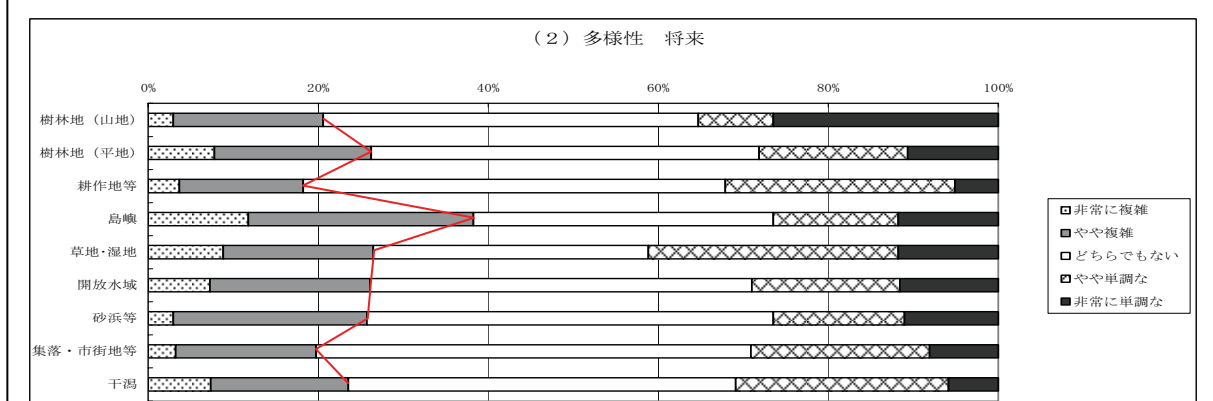 (２) 多様性　将来
0% 20% 40% 60% 80% 100%
樹林地（山地）
樹林地（平地）
耕作地等
島嶼
草地･湿地
開放水域
砂浜等
集落・市街地等
干潟
非常に複雑
やや複雑
どちらでもない
やや単調な
非常に単調な